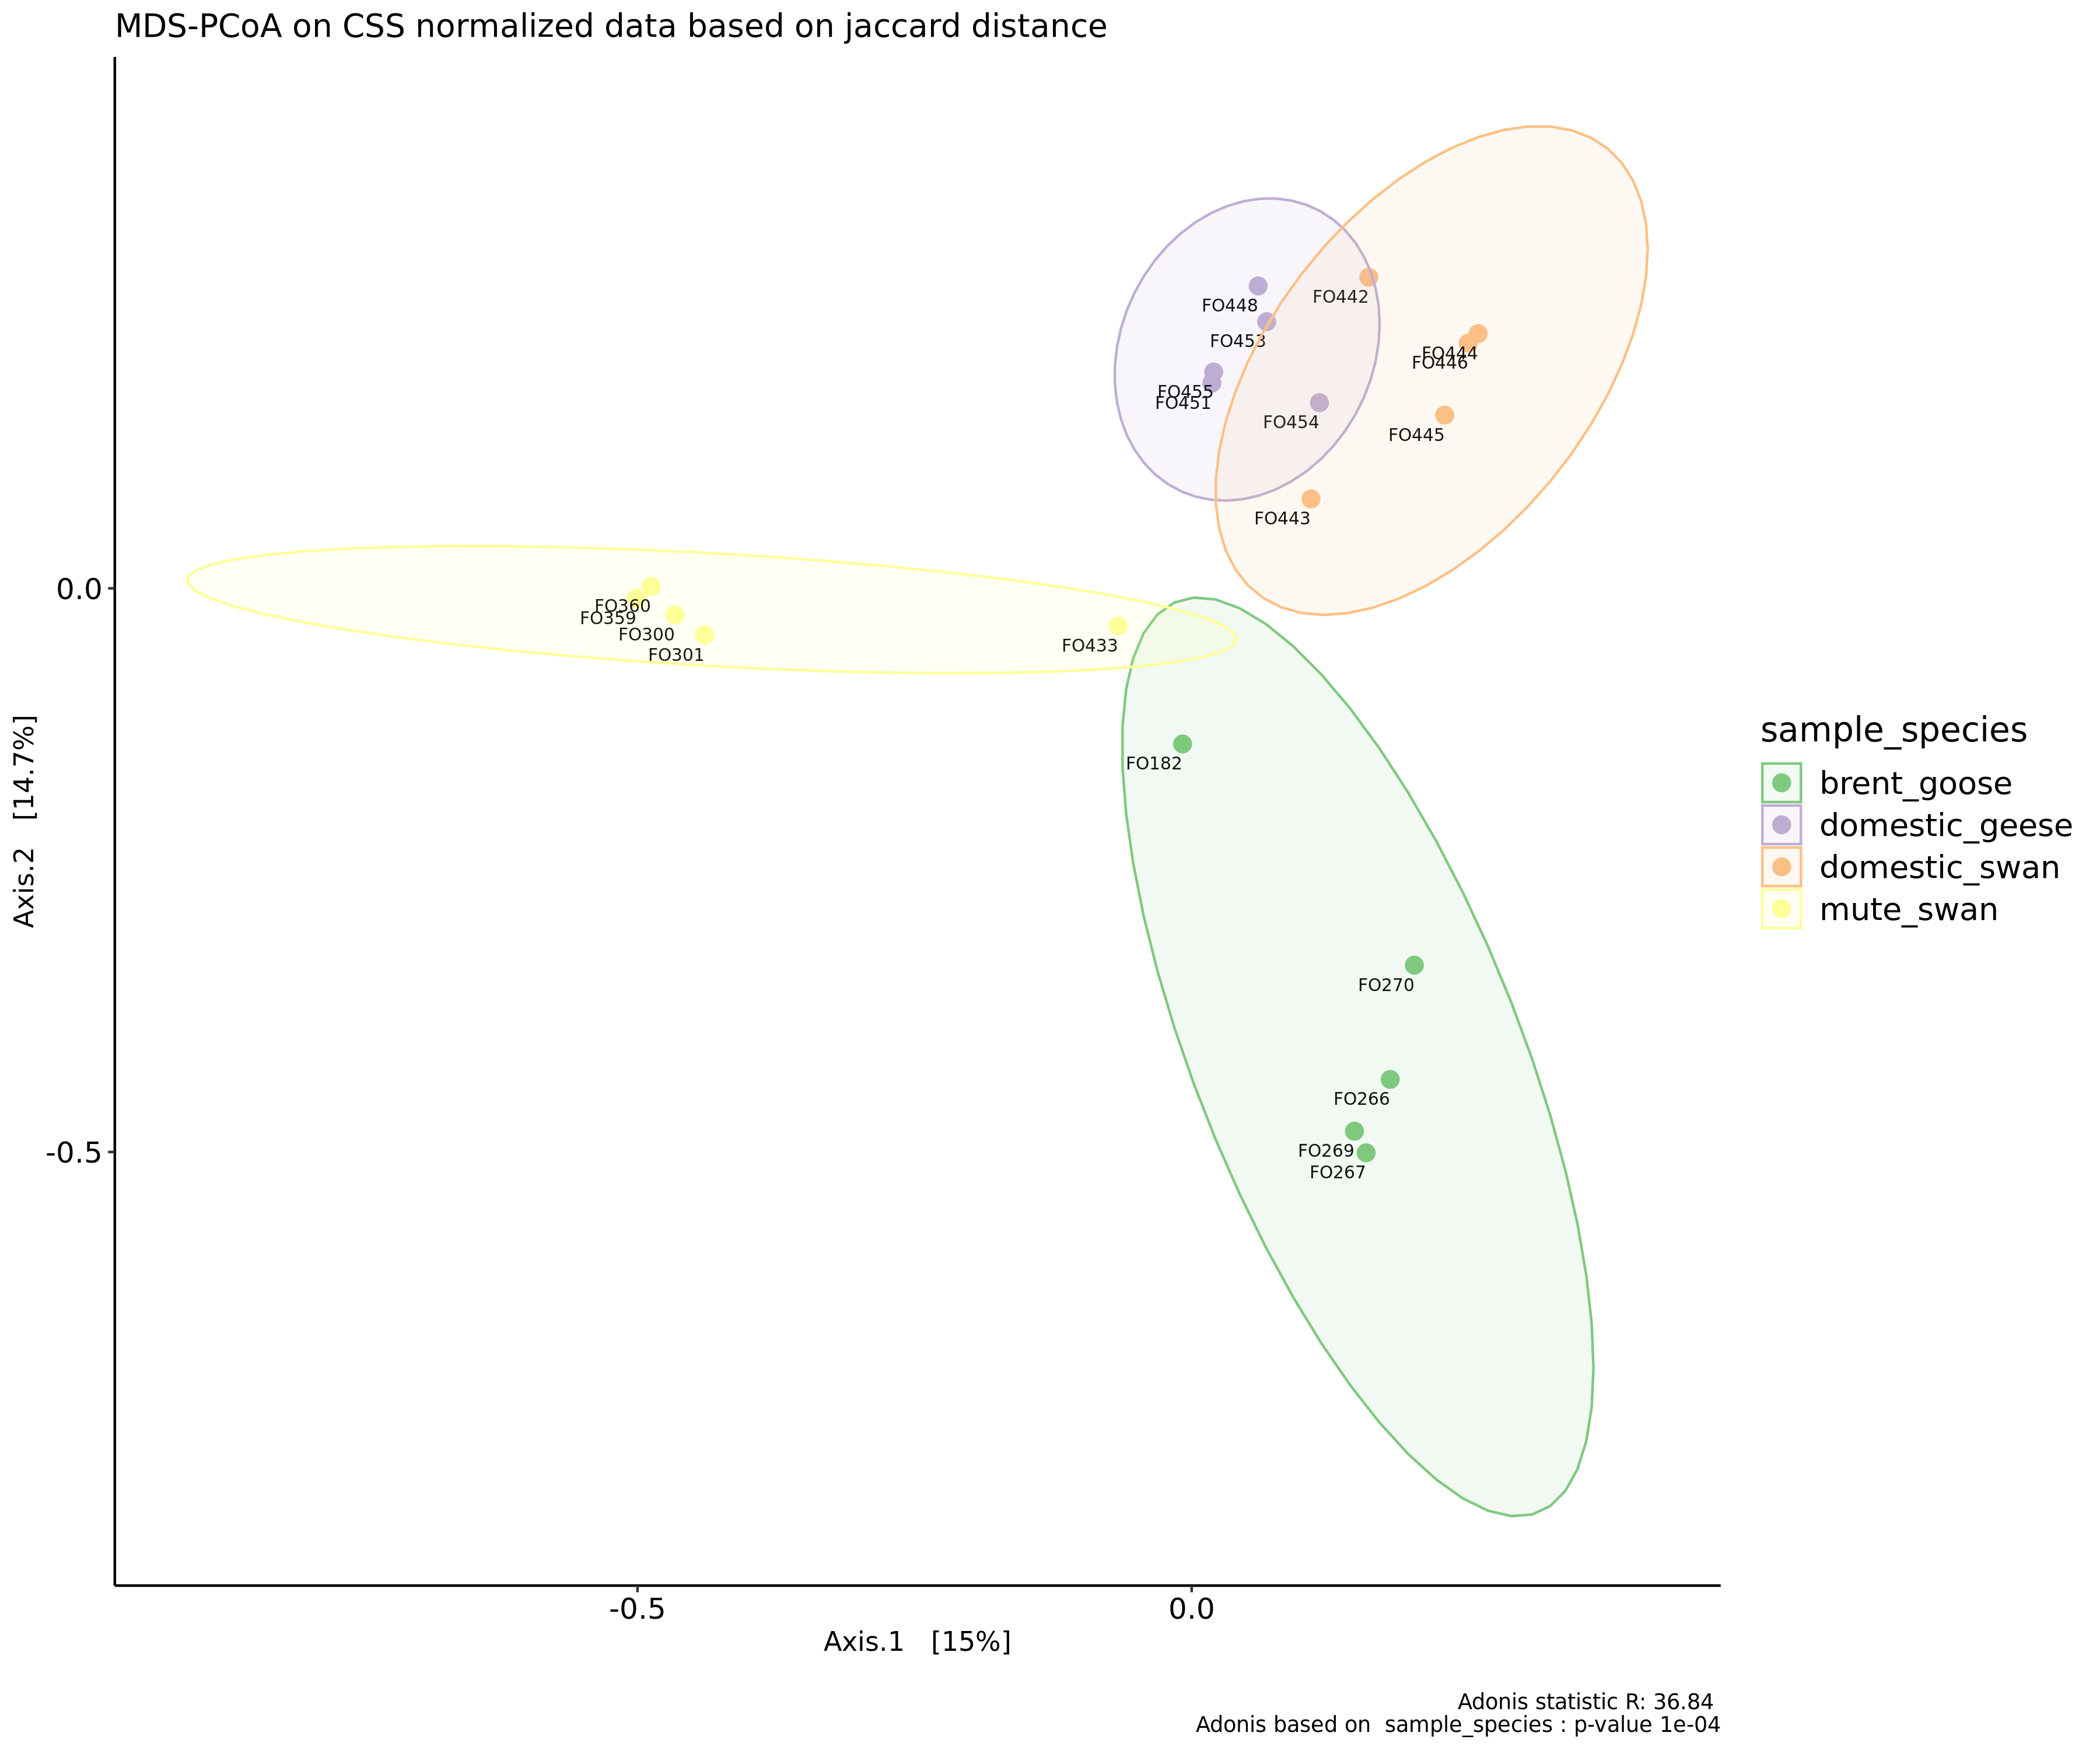 MDS-PCoA on CSS normalized data based on jaccard distance
FO448
FO442
FO453
FO444
FO446
FO455
FO451
FO454
FO445
FO443
0.0
FO360
FO359
FO300
FO301
FO433
FO182
FO270
FO266
FO269
FO267
-0.5
Axis.2 [14.7%]
sample_species
brent_goose
domestic_geese
domestic_swan
mute_swan
-0.5
0.0
Axis.1 [15%]
Adonis statistic R: 36.84
Adonis based on sample_species : p-value 1e-04